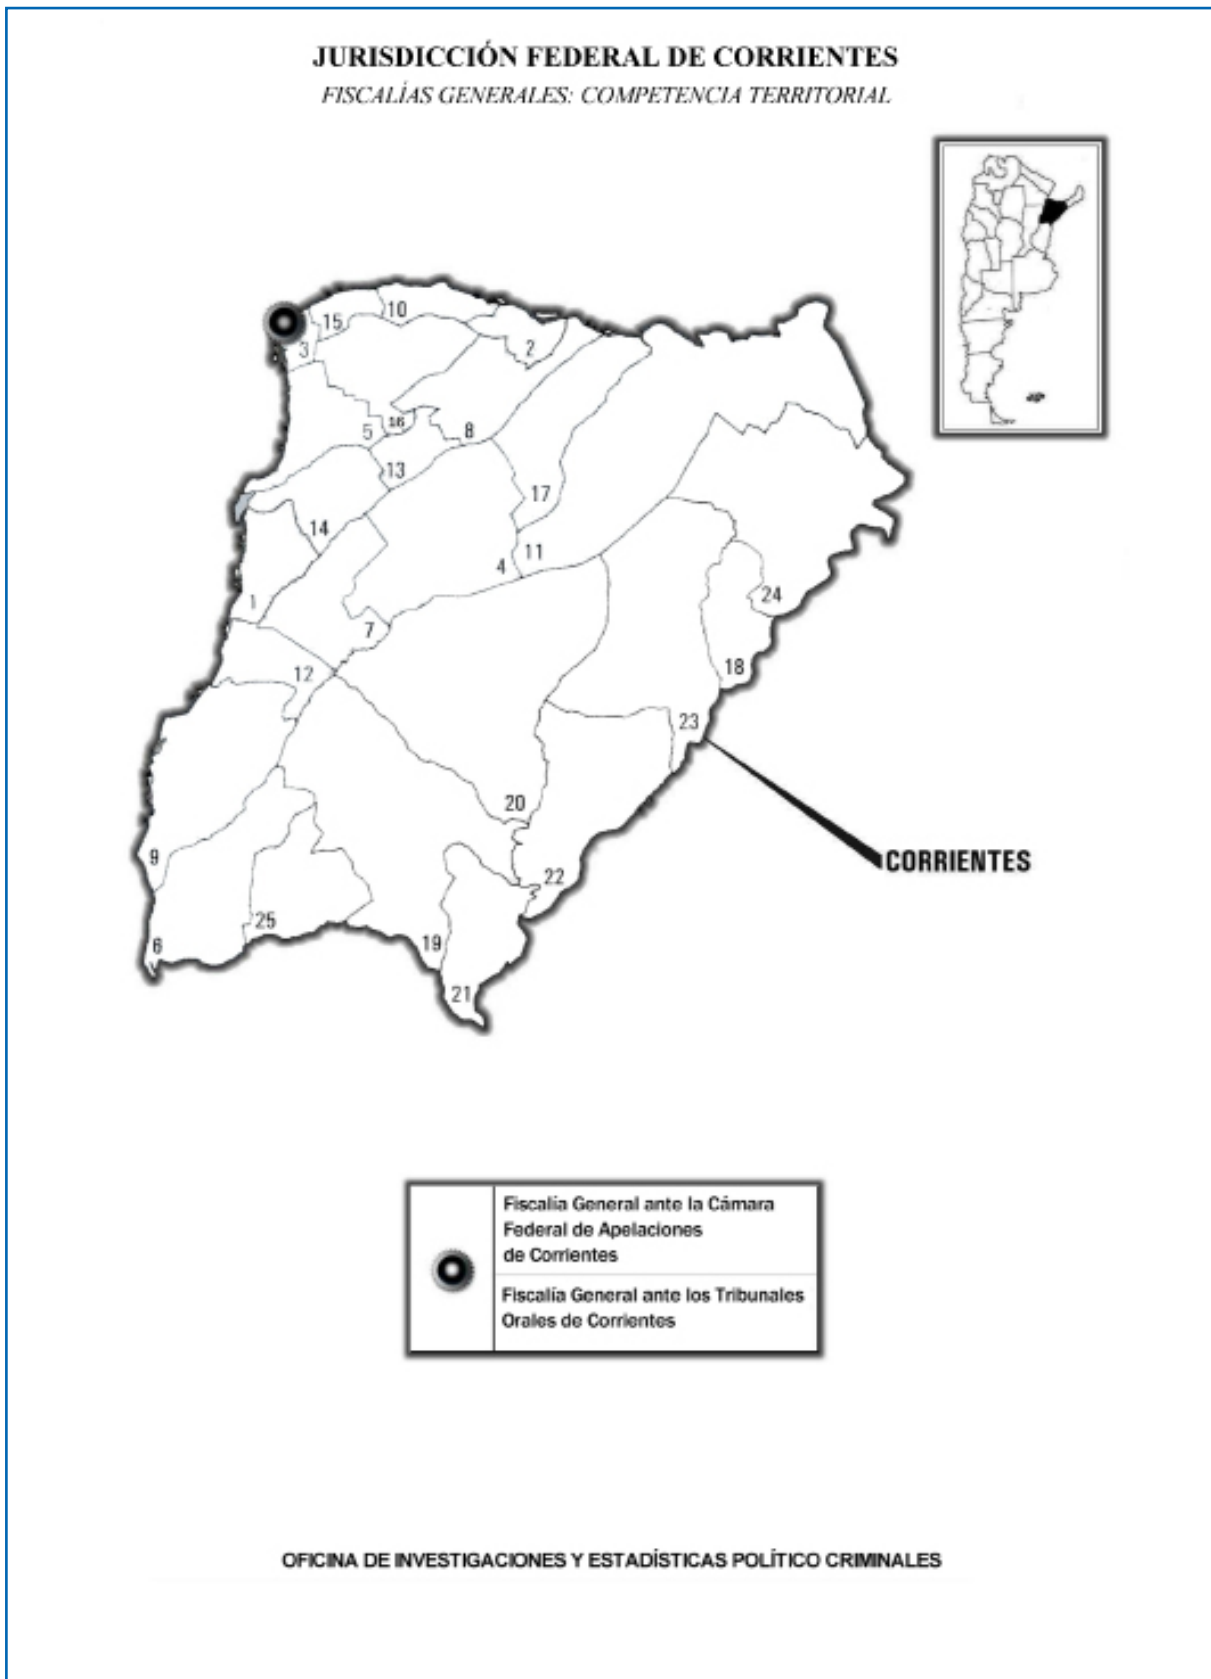 JURISDICCIÓN FEDERAL DE CORRIENTES
FISCALÍAS GENERALES: COMPETENCIA TERRITORIAL
10
15
3
2
16
5
8
13
17
14
11
4
1
24
7
18
12
23
20
CORRIENTES
9
22
25
19
6
21
Fiscalía General ante la Cámara
Federal de Apelaciones
de Corrientes
Fiscalía General ante los Tribunales
Orales de Corrientes
OFICINA DE INVESTIGACIONES Y ESTADÍSTICAS POLÍTICO CRIMINALES